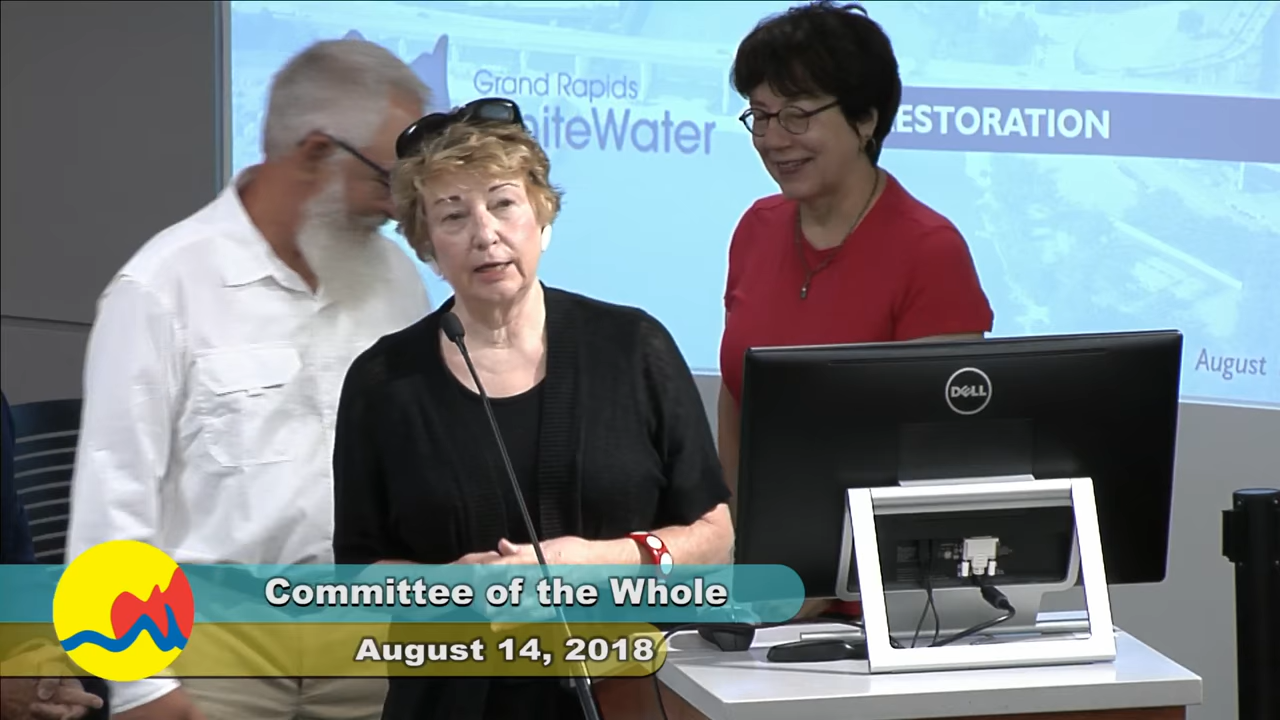 Grand Rapids
iteWater
ESTORATION
August
DELL
Committee of the Whole
August 14, 2018